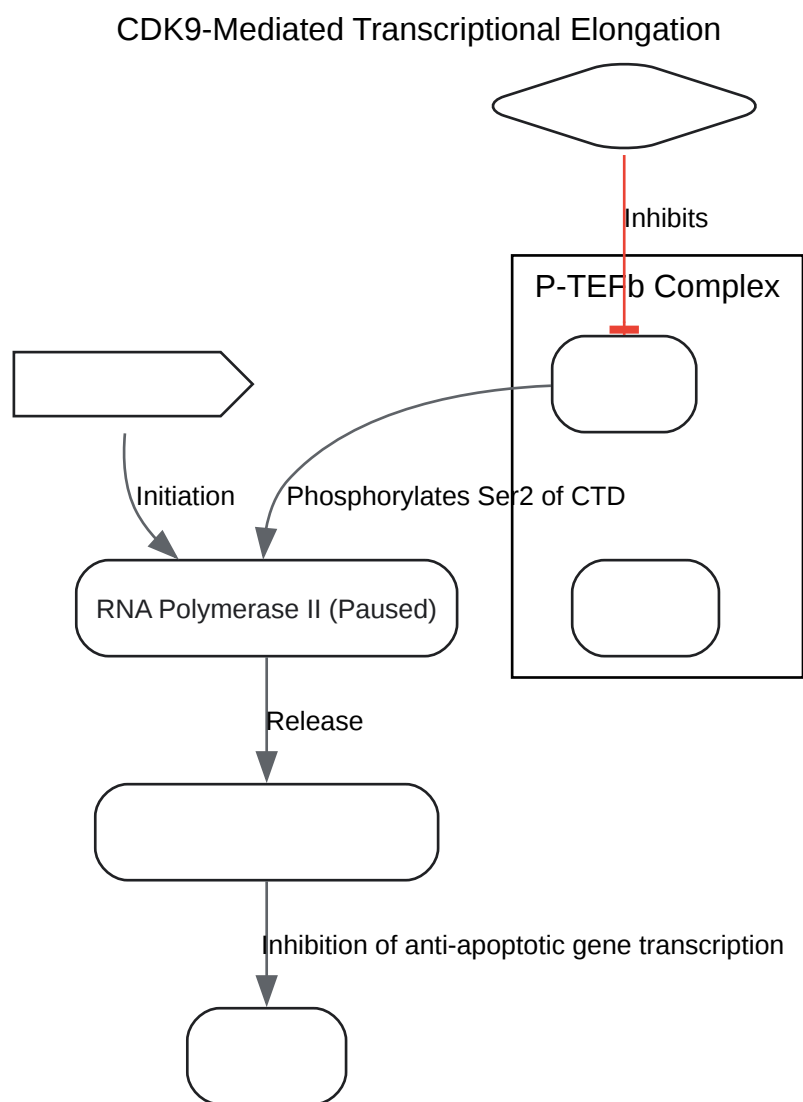 CDK9-Mediated Transcriptional Elongation
Inhibits
P-TEFb Complex
Initiation
Phosphorylates Ser2 of CTD
RNA Polymerase II (Paused)
Release
Inhibition of anti-apoptotic gene transcription